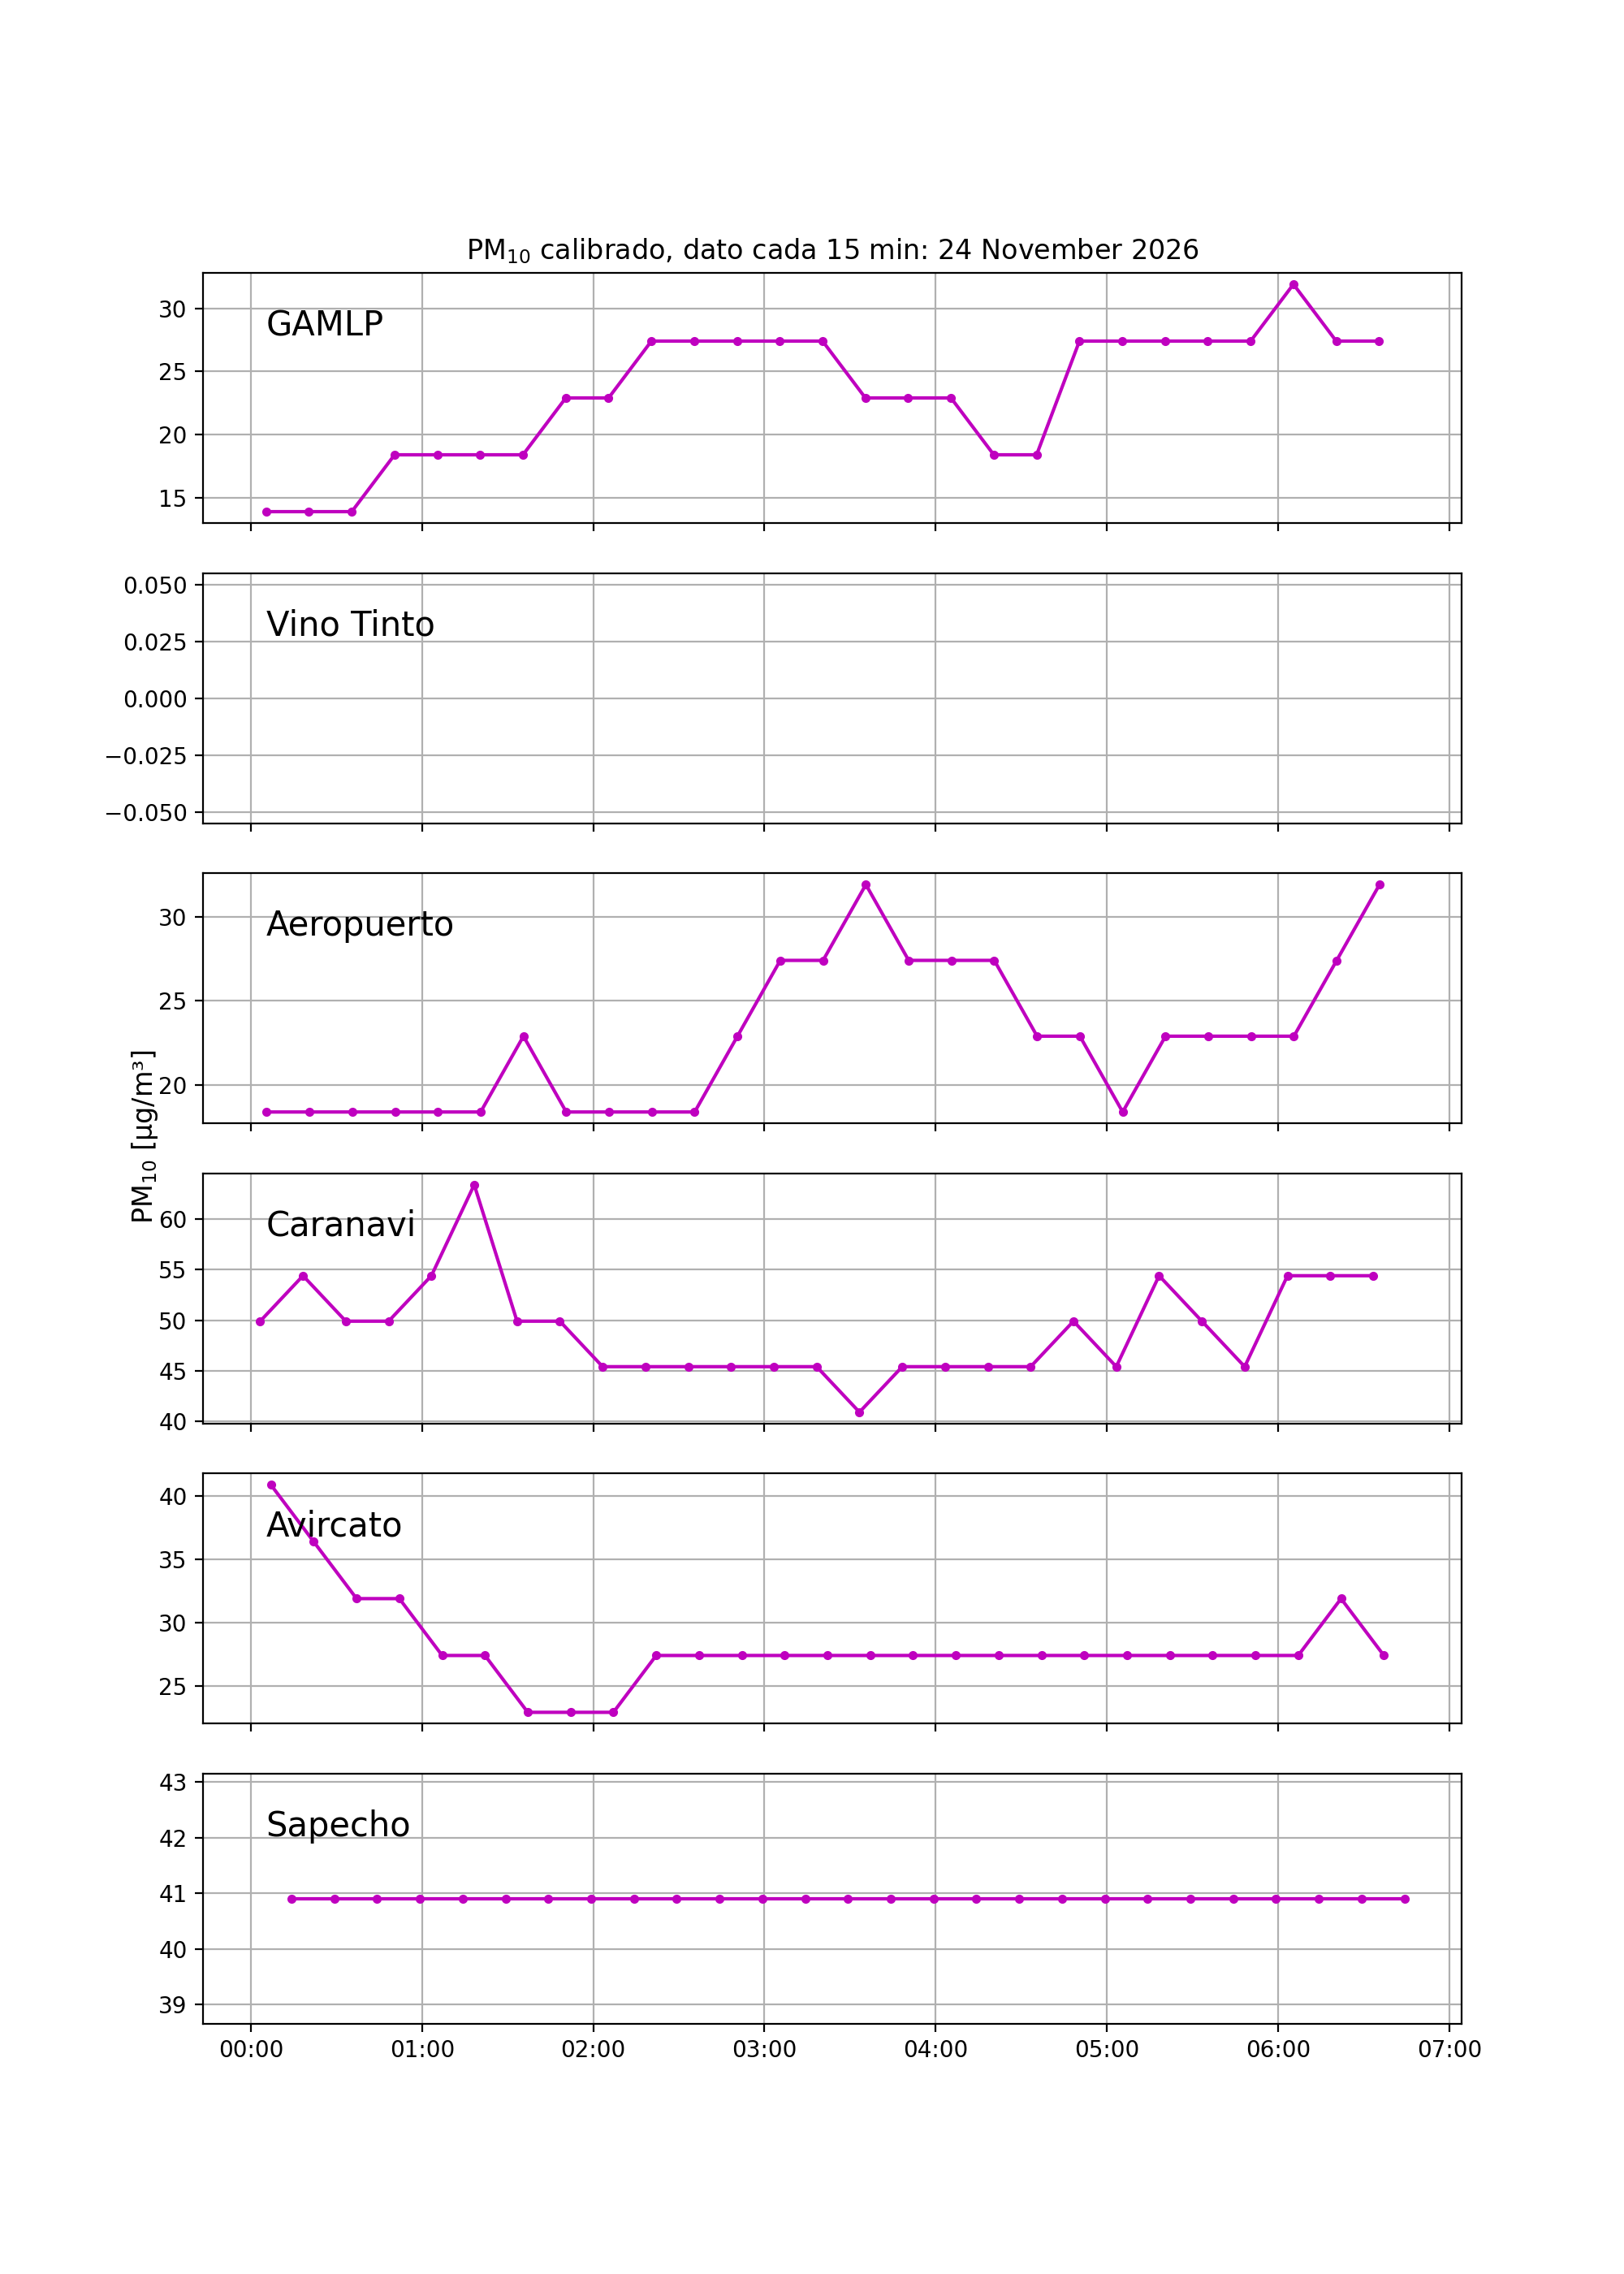 PM₁₀ calibrado, dato cada 15 min: 24 November 2026
30
25
20
15
GAMLP
0.050
0.025
0.000
−0.025
−0.050
Vino Tinto
30
25
20
Aeropuerto
PM₁₀ [µg/m³]
60
55
50
45
40
Caranavi
40
35
30
25
Avircato
43
42
41
40
39
Sapecho
00:00 01:00 02:00 03:00 04:00 05:00 06:00 07:00